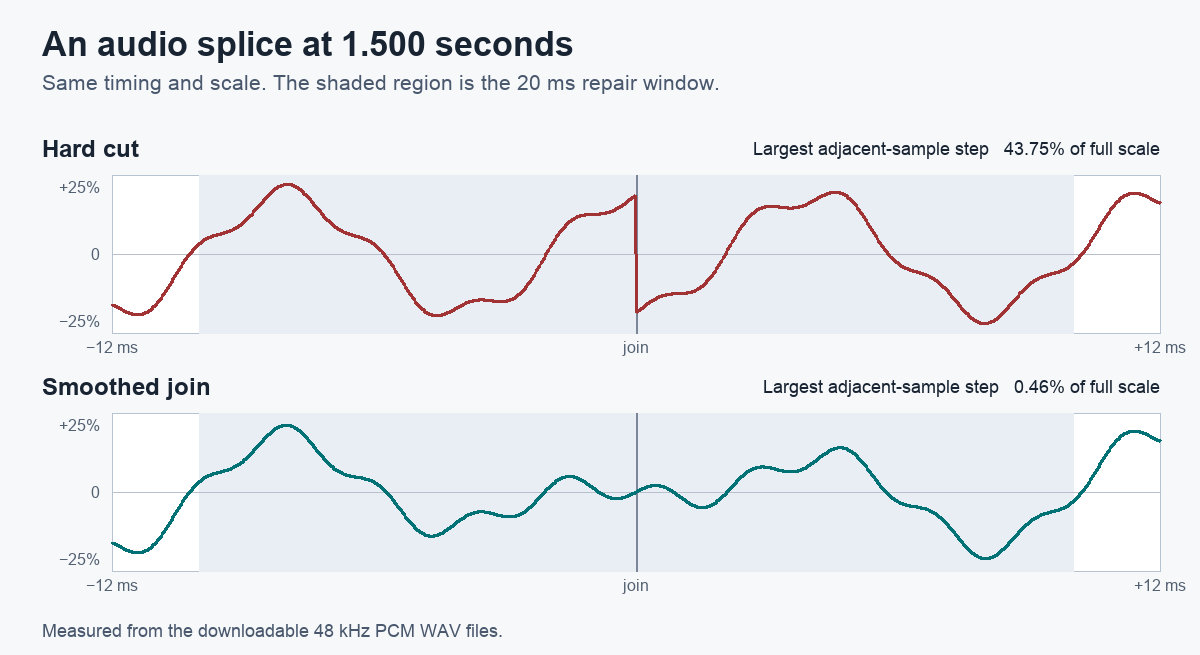 An audio splice at 1.500 seconds
Same timing and scale. The shaded region is the 20 ms repair window.
Hard cut
Largest adjacent-sample step 43.75% of full scale
+25%
0
−25%
−12 ms
join
+12 ms
Smoothed join
Largest adjacent-sample step 0.46% of full scale
+25%
0
−25%
−12 ms
join
+12 ms
Measured from the downloadable 48 kHz PCM WAV files.